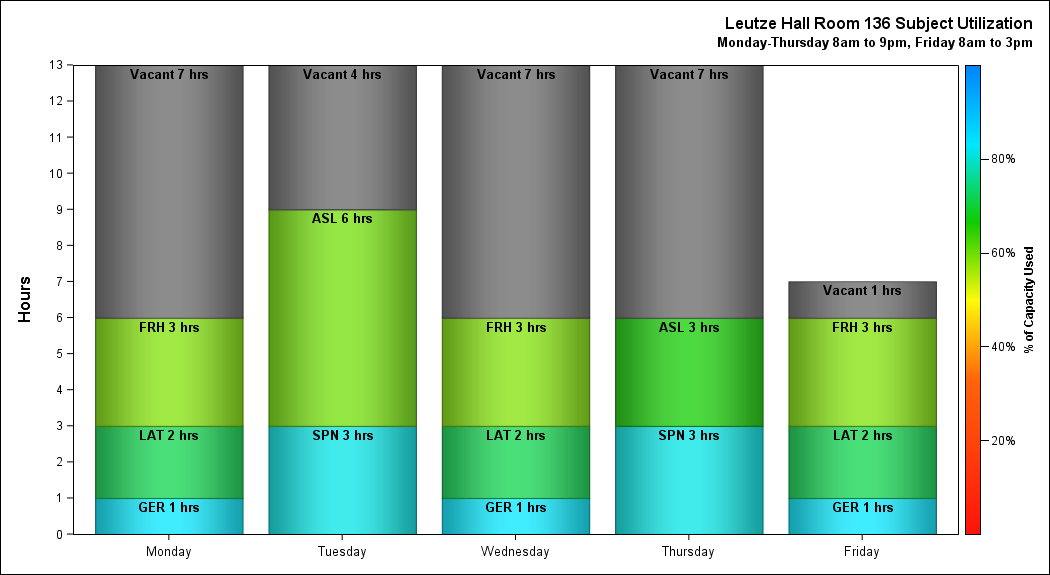 Leutze Hall Room 136 Subject Utilization
Monday-Thursday 8am to 9pm, Friday 8am to 3pm
Hours
13
12
11
10
9
8
7
6
5
4
3
2
1
0
Vacant 7 hrs
FRH 3 hrs
LAT 2 hrs
GER 1 hrs
Vacant 4 hrs
ASL 6 hrs
SPN 3 hrs
Vacant 7 hrs
FRH 3 hrs
LAT 2 hrs
GER 1 hrs
Vacant 7 hrs
ASL 3 hrs
SPN 3 hrs
Vacant 1 hrs
FRH 3 hrs
LAT 2 hrs
GER 1 hrs
Monday
Tuesday
Wednesday
Thursday
Friday
80%
60%
40%
20%
% of Capacity Used